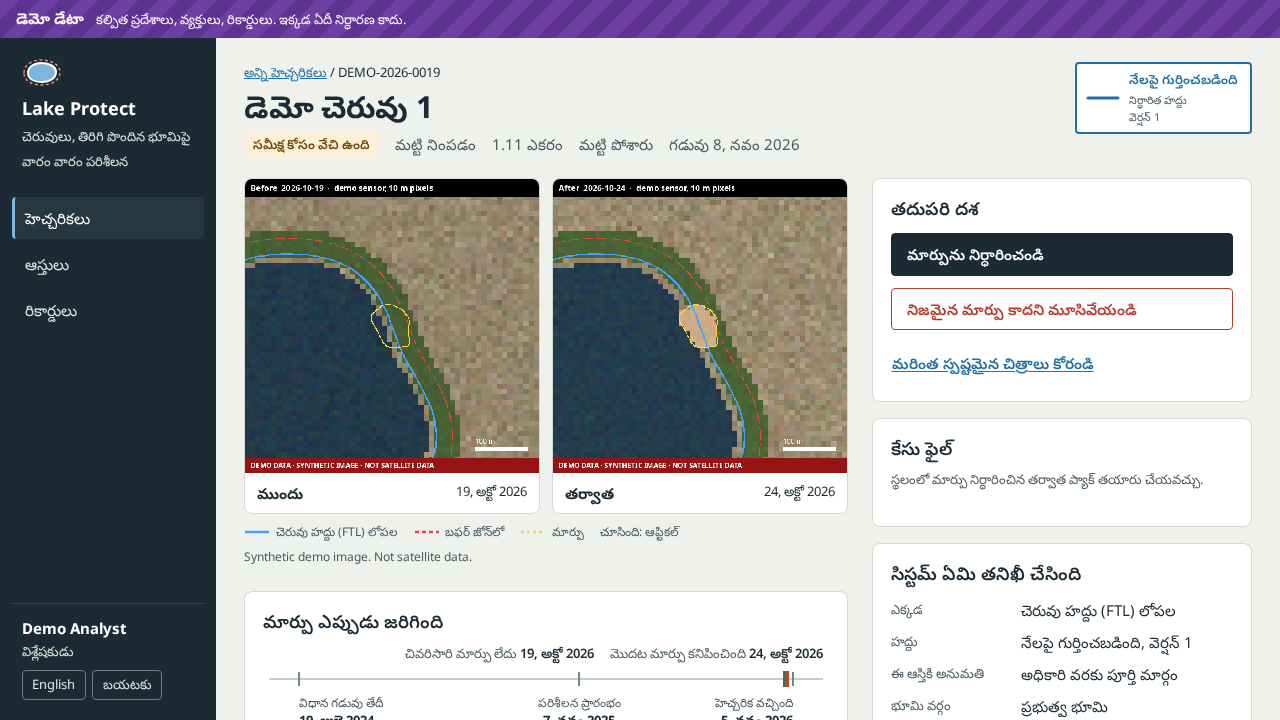 డెమో డేటా కల్పిత ప్రదేశాలు, వ్యక్తులు, రికార్డులు. ఇక్కడ ఏదీ నిర్ధారణ కాదు.
Lake Protect
చెరువులు, తిరిగి పొందిన భూమిపై
వారం వారం పరిశీలన
హెచ్చరికలు
ఆస్తులు
రికార్డులు
Demo Analyst
విశ్లేషకుడు
English బయటకు
అన్ని హెచ్చరికలు / DEMO-2026-0019
డెమో చెరువు 1
సమీక్ష కోసం వేచి ఉంది మట్టి నింపడం 1.11 ఎకరం మట్టి పోశారు గడువు 8, నవం 2026
నేలపై గుర్తించబడింది
నిర్ధారిత హద్దు
వెర్షన్ 1
Before 2026-10-19 · demo sensor, 10 m pixels
100 m
DEMO DATA · SYNTHETIC IMAGE · NOT SATELLITE DATA
ముందు 19, అక్టో 2026
After 2026-10-24 · demo sensor, 10 m pixels
100 m
DEMO DATA · SYNTHETIC IMAGE · NOT SATELLITE DATA
తర్వాత 24, అక్టో 2026
చెరువు హద్దు (FTL) లోపల బఫర్ జోన్‌లో మార్పు చూసింది: ఆప్టికల్
Synthetic demo image. Not satellite data.
మార్పు ఎప్పుడు జరిగింది
చివరిసారి మార్పు లేదు 19, అక్టో 2026 మొదట మార్పు కనిపించింది 24, అక్టో 2026
విధాన గడువు తేదీ పరిశీలన ప్రారంభం హెచ్చరిక వచ్చింది
తదుపరి దశ
మార్పును నిర్ధారించండి
నిజమైన మార్పు కాదని మూసివేయండి
మరింత స్పష్టమైన చిత్రాలు కోరండి
కేసు ఫైల్
స్థలంలో మార్పు నిర్ధారించిన తర్వాత ప్యాక్ తయారు చేయవచ్చు.
సిస్టమ్ ఏమి తనిఖీ చేసింది
ఎక్కడ చెరువు హద్దు (FTL) లోపల
హద్దు నేలపై గుర్తించబడింది, వెర్షన్ 1
ఈ ఆస్తికి అనుమతి అధికారి వరకు పూర్తి మార్గం
భూమి వర్గం ప్రభుత్వ భూమి